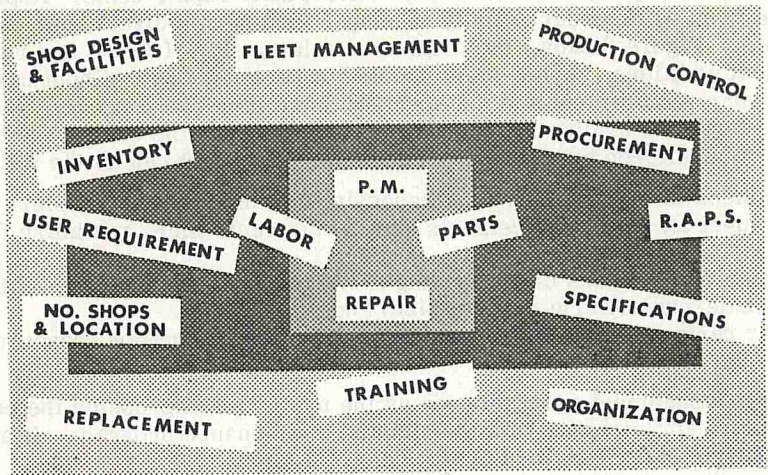 SHOP DESIGN
& FACILITIES
FLEET MANAGEMENT
PRODUCTION CONTROL
INVENTORY
PROCUREMENT
P. M.
USER REQUIREMENT
LABOR
PARTS
R.A.P.S.
NO. SHOPS
& LOCATION
REPAIR
SPECIFICATIONS
TRAINING
REPLACEMENT
ORGANIZATION